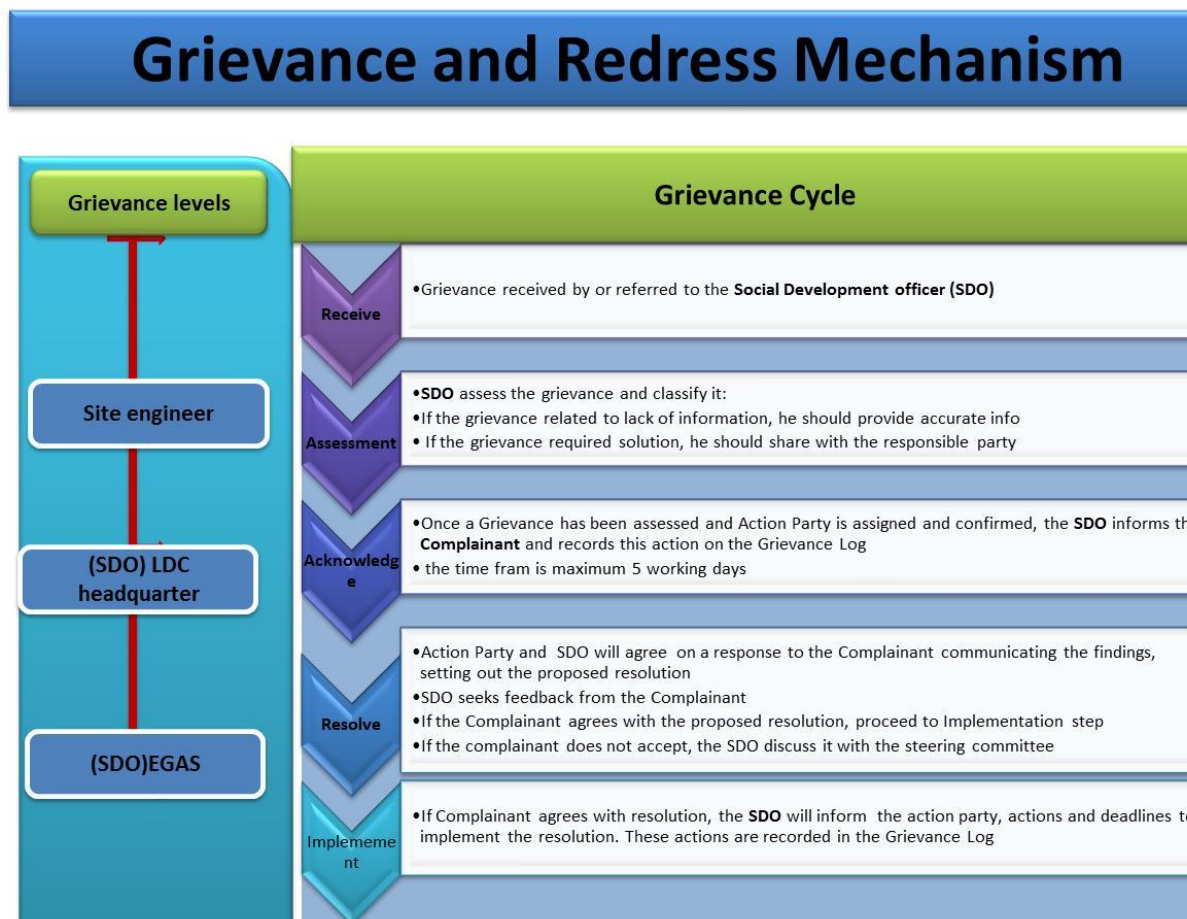 Grievance and Redress Mechanism
Grievance levels
Site engineer
(SDO) LDC
headquarter
(SDO)EGAS
Grievance Cycle
Receive
•Grievance received by or referred to the Social Development officer (SDO)
Assessment
•SDO assess the grievance and classify it:
•If the grievance related to lack of information, he should provide accurate info
• If the grievance required solution, he should share with the responsible party
Acknowledg
e
•Once a Grievance has been assessed and Action Party is assigned and confirmed, the SDO informs th
Complainant and records this action on the Grievance Log
• the time fram is maximum 5 working days
Resolve
•Action Party and SDO will agree on a response to the Complainant communicating the findings,
setting out the proposed resolution
•SDO seeks feedback from the Complainant
•If the Complainant agrees with the proposed resolution, proceed to Implementation step
•If the complainant does not accept, the SDO discuss it with the steering committee
Implememe
nt
•If Complainant agrees with resolution, the SDO will inform the action party, actions and deadlines to
implement the resolution. These actions are recorded in the Grievance Log